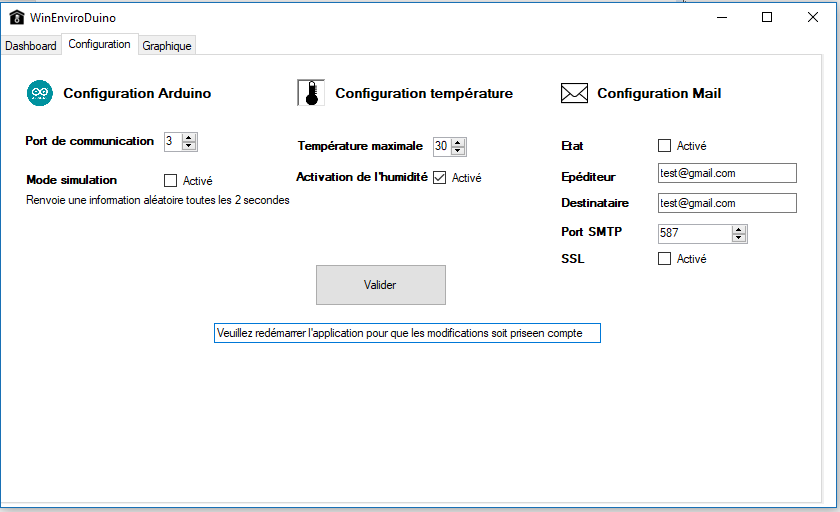 WinEnviroDuino
Dashboard Configuration Graphique
Configuration Arduino
Port de communication 3
Mode simulation Activé
Renvoie une information aléatoire toutes les 2 secondes
Configuration température
Température maximale 30
Activation de l'humidité Activé
Configuration Mail
Etat Activé
Epéditeur test@gmail.com
Destinataire test@gmail.com
Port SMTP 587
SSL Activé
Valider
Veuillez redémarrer l'application pour que les modifications soit priseen compte